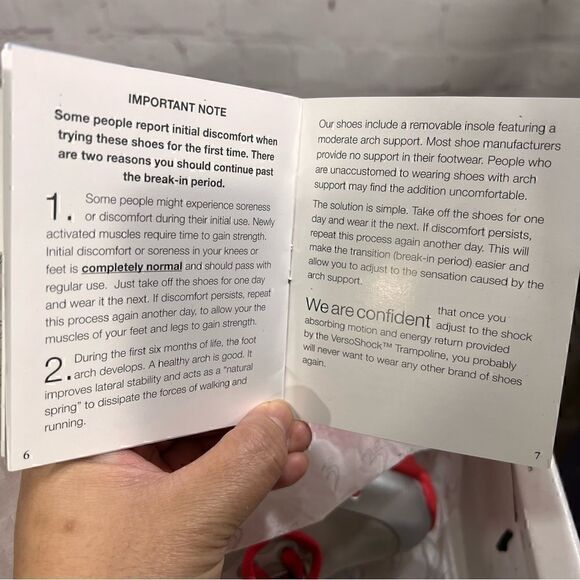 IMPORTANT NOTE
Some people report initial discomfort when
trying these shoes for the first time. There
are two reasons you should continue past
the break-in period.
1. Some people might experience soreness
or discomfort during their initial use. Newly
activated muscles require time to gain strength.
Initial discomfort or soreness in your knees or
feet is completely normal and should pass with
regular use. Just take off the shoes for one day
and wear it the next. If discomfort persists, repeat
this process again another day, to allow your the
muscles of your feet and legs to gain strength.
2. During the first six months of life, the foot
arch develops. A healthy arch is good. It
improves lateral stability and acts as a "natural
spring" to dissipate the forces of walking and
running.
6
Our shoes include a removable insole featuring a
moderate arch support. Most shoe manufacturers
provide no support in their footwear. People who
are unaccustomed to wearing shoes with arch
support may find the addition uncomfortable.
The solution is simple. Take off the shoes for one
day and wear it the next. If discomfort persists,
repeat this process again another day. This will
make the transition (break-in period) easier and
allow you to adjust to the sensation caused by the
arch support.
We are confident that once you
adjust to the shock
absorbing motion and energy return provided
by the VersoShock™ Trampoline, you probably
will never want to wear any other brand of shoes
again.
7